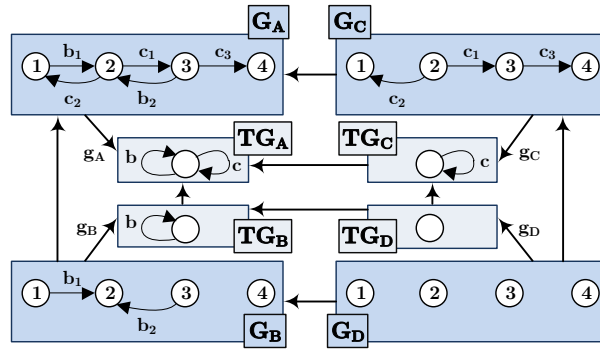 G_A G_C
b_1 c_1 c_3 c_1 c_3
1 2 3 4 1 2 3 4
c_2 b_2 c_2
TG_A TG_C
g_A b c c g_C
g_B b TG_B TG_D g_D
b_1
1 2 3 4 1 2 3 4
b_2
G_B G_D